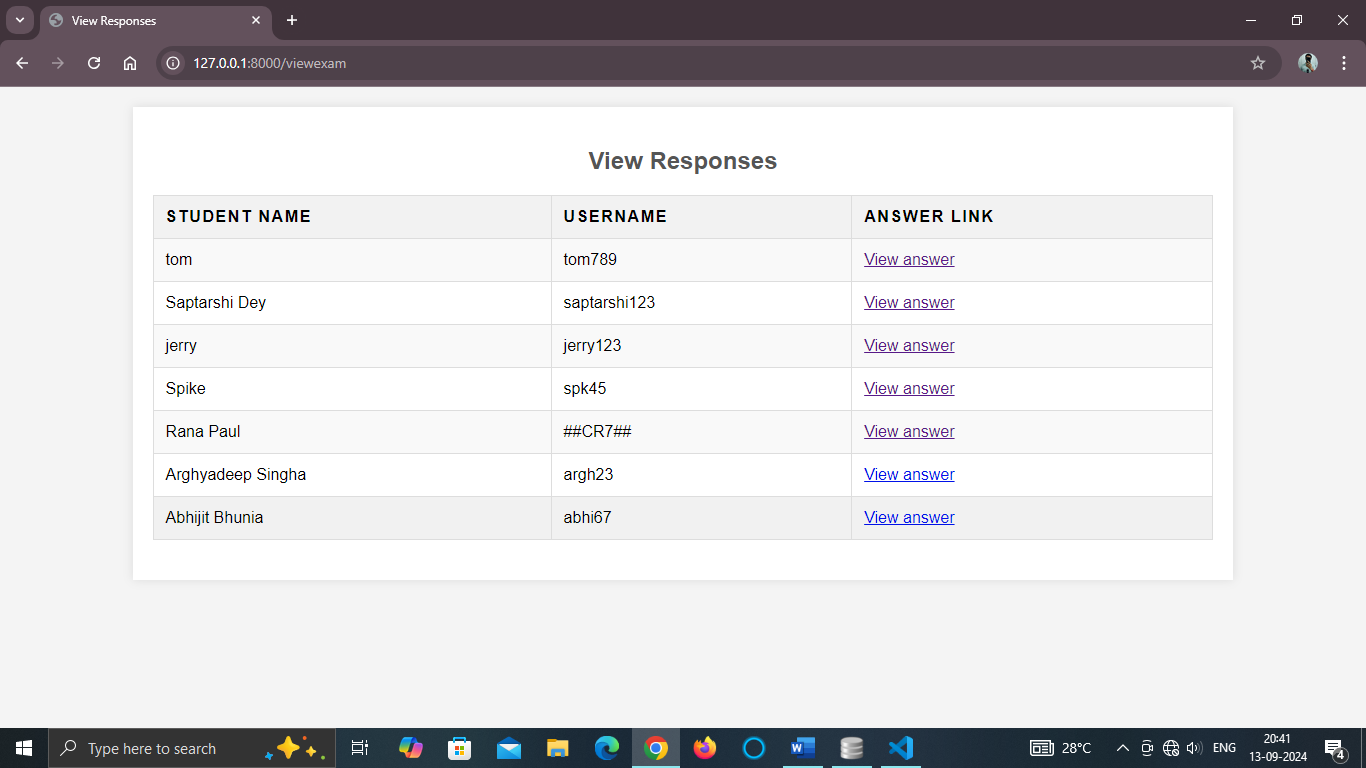 View Responses
127.0.0.1:8000/viewexam
View Responses
STUDENT NAME USERNAME ANSWER LINK
tom tom789 View answer
Saptarshi Dey saptarshi123 View answer
jerry jerry123 View answer
Spike spk45 View answer
Rana Paul ##CR7## View answer
Arghyadeep Singha argh23 View answer
Abhijit Bhunia abhi67 View answer
Type here to search 28°C ENG 20:41
13-09-2024 4